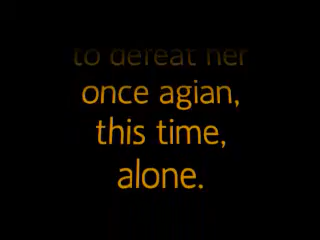 to defeat her
once agian,
this time,
alone.